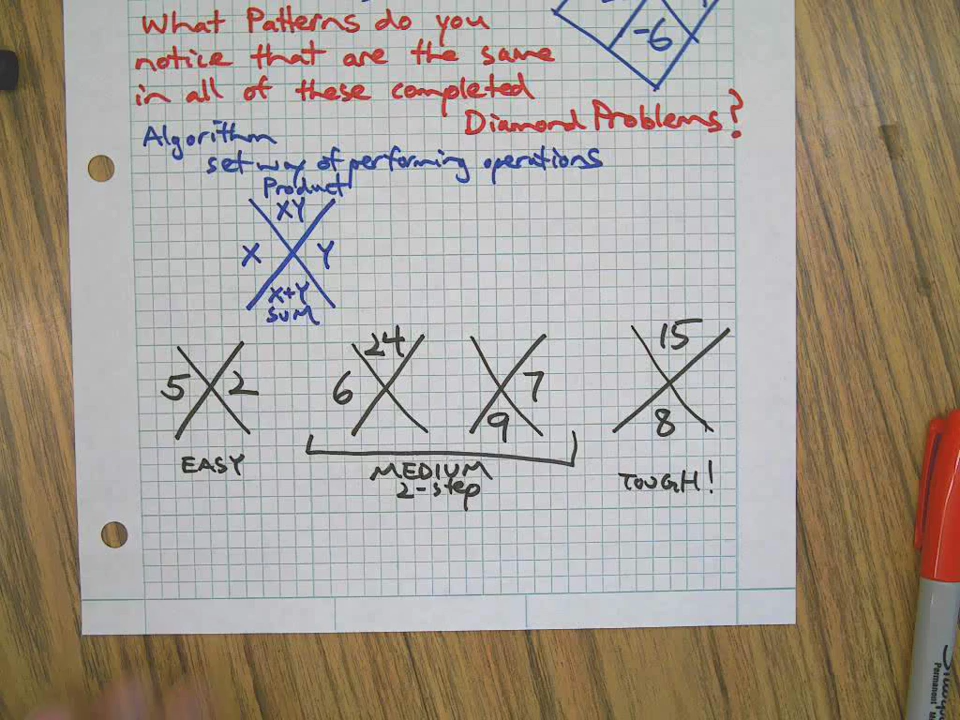 What Patterns do you
-6
notice that are the same
in all of these completed
Diamond Problems?
Algorithm
set way of performing operations
Product
XY
X Y
X+Y
SUM
5 2
24
6
7
9
15
8
EASY
MEDIUM
2-step
TOUGH!
Permanent